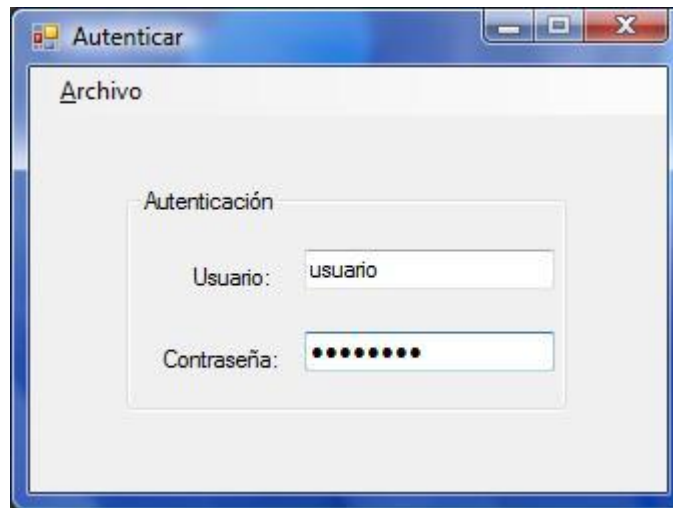 Autenticar
Archivo
Autenticación
Usuario: usuario
Contraseña: ●●●●●●●●